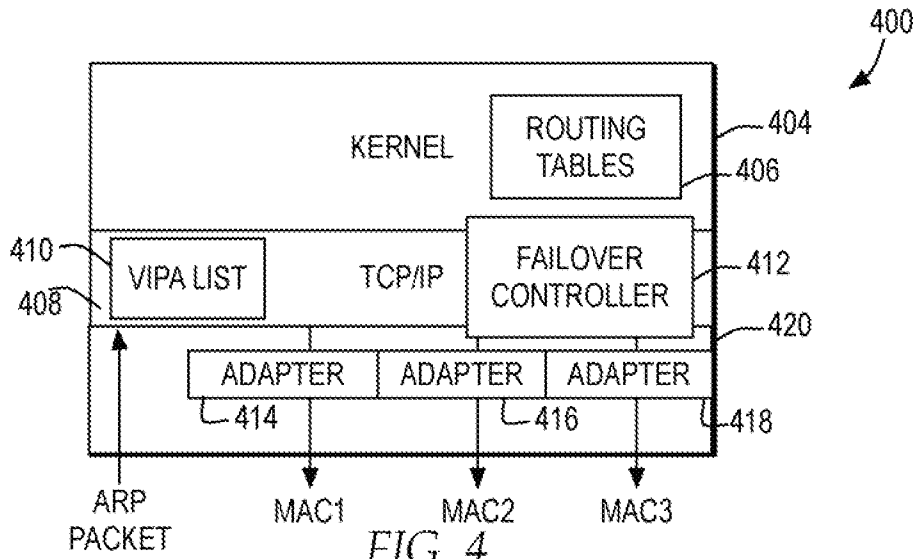 400
KERNEL
ROUTING
TABLES
404
406
410
VIPA LIST
408
TCP/IP
FAILOVER
CONTROLLER
412
420
ADAPTER
ADAPTER
ADAPTER
414
416
418
ARP
PACKET
MAC1
MAC2
MAC3
FIG. 4